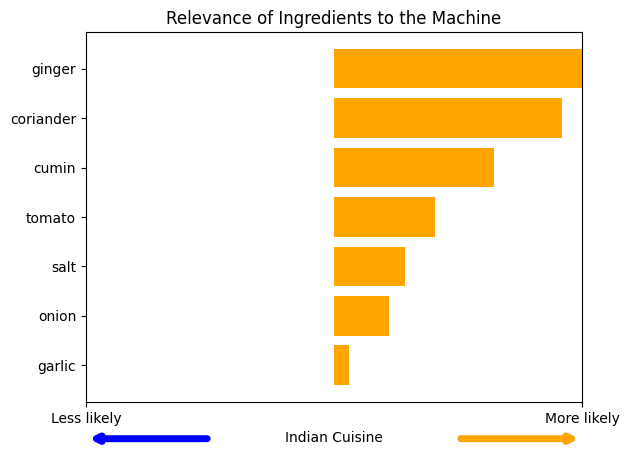 Relevance of Ingredients to the Machine
ginger
coriander
cumin
tomato
salt
onion
garlic
Less likely
More likely
Indian Cuisine